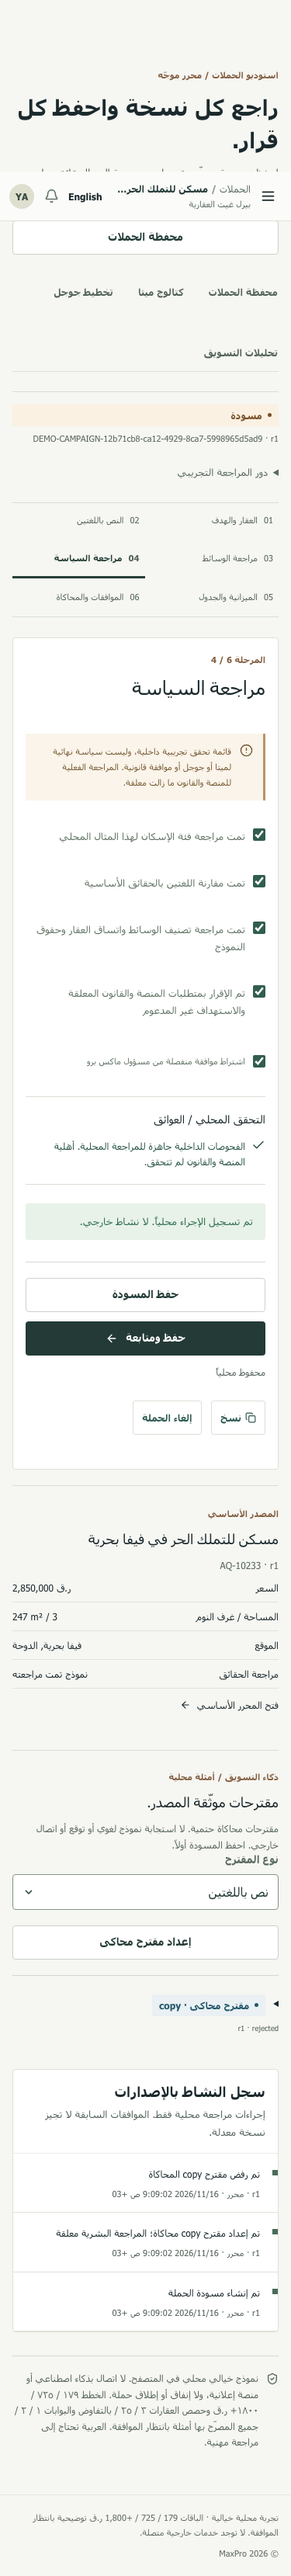 استوديو الحملات / محرر موجّه
راجع كل نسخة واحفظ كل
قرار.
الحملات / مسكن للتملك الحر...
بيرل غيت العقارية
English
YA
محفظة الحملات
محفظة الحملات
كتالوج ميتا
تخطيط جوجل
تحليلات التسويق
مسودة
DEMO-CAMPAIGN-12b71cb8-ca12-4929-8ca7-5998965d5ad9 · r1
دور المراجعة التجريبي
01 العقار والهدف
02 النص باللغتين
03 مراجعة الوسائط
04 مراجعة السياسة
05 الميزانية والجدول
06 الموافقات والمحاكاة
المرحلة 6 / 4
مراجعة السياسة
قائمة تحقق تجريبية داخلية، وليست سياسة نهائية
لميتا أو جوجل أو موافقة قانونية. المراجعة الفعلية
للمنصة والقانون ما زالت معلقة.
تمت مراجعة فئة الإسكان لهذا المثال المحلي
تمت مقارنة اللغتين بالحقائق الأساسية
تمت مراجعة تصنيف الوسائط واتساق العقار وحقوق
النموذج
تم الإقرار بمتطلبات المنصة والقانون المعلقة
والاستهداف غير المدعوم
اشتراط موافقة منفصلة من مسؤول ماكس برو
التحقق المحلي / العوائق
الفحوصات الداخلية جاهزة للمراجعة المحلية. أهلية
المنصة والقانون لم تتحقق.
تم تسجيل الإجراء محلياً. لا نشاط خارجي.
حفظ المسودة
حفظ ومتابعة
محفوظ محلياً
نسخ
إلغاء الحملة
المصدر الأساسي
مسكن للتملك الحر في فيفا بحرية
AQ-10233 · r1
السعر
ر.ق 2,850,000
المساحة / غرف النوم
247 m² / 3
الموقع
فيفا بحرية, الدوحة
مراجعة الحقائق
نموذج تمت مراجعته
فتح المحرر الأساسي
ذكاء التسويق / أمثلة محلية
مقترحات موثّقة المصدر.
مقترحات محاكاة حتمية. لا استجابة نموذج لغوي أو توقع أو اتصال
خارجي. احفظ المسودة أولاً.
نوع المقترح
نص باللغتين
إعداد مقترح محاكى
مقترح محاكى · copy
r1 · rejected
سجل النشاط بالإصدارات
إجراءات مراجعة محلية فقط. الموافقات السابقة لا تجيز
نسخة معدلة.
تم رفض مقترح copy المحاكاة
r1 · محرر · 2026/11/16 9:09:02 ص +03
تم إعداد مقترح copy محاكاة؛ المراجعة البشرية معلقة
r1 · محرر · 2026/11/16 9:09:02 ص +03
تم إنشاء مسودة الحملة
r1 · محرر · 2026/11/16 9:09:02 ص +03
نموذج خيالي محلي في المتصفح. لا اتصال بذكاء اصطناعي أو
منصة إعلانية، ولا إنفاق أو إطلاق حملة. الخطط ١٧٩ / ٧٢٥ /
١٨٠٠+ ر.ق وحصص العقارات ٣ / ٢٥ / بالتفاوض والبوابات ١ / ٢ /
جميع المصرّح بها أمثلة بانتظار الموافقة. العربية تحتاج إلى
مراجعة مهنية.
تجربة محلية خيالية · الباقات 179 / 725 / +1,800 ر.ق توضيحية بانتظار
الموافقة. لا توجد خدمات خارجية متصلة.
© 2026 MaxPro